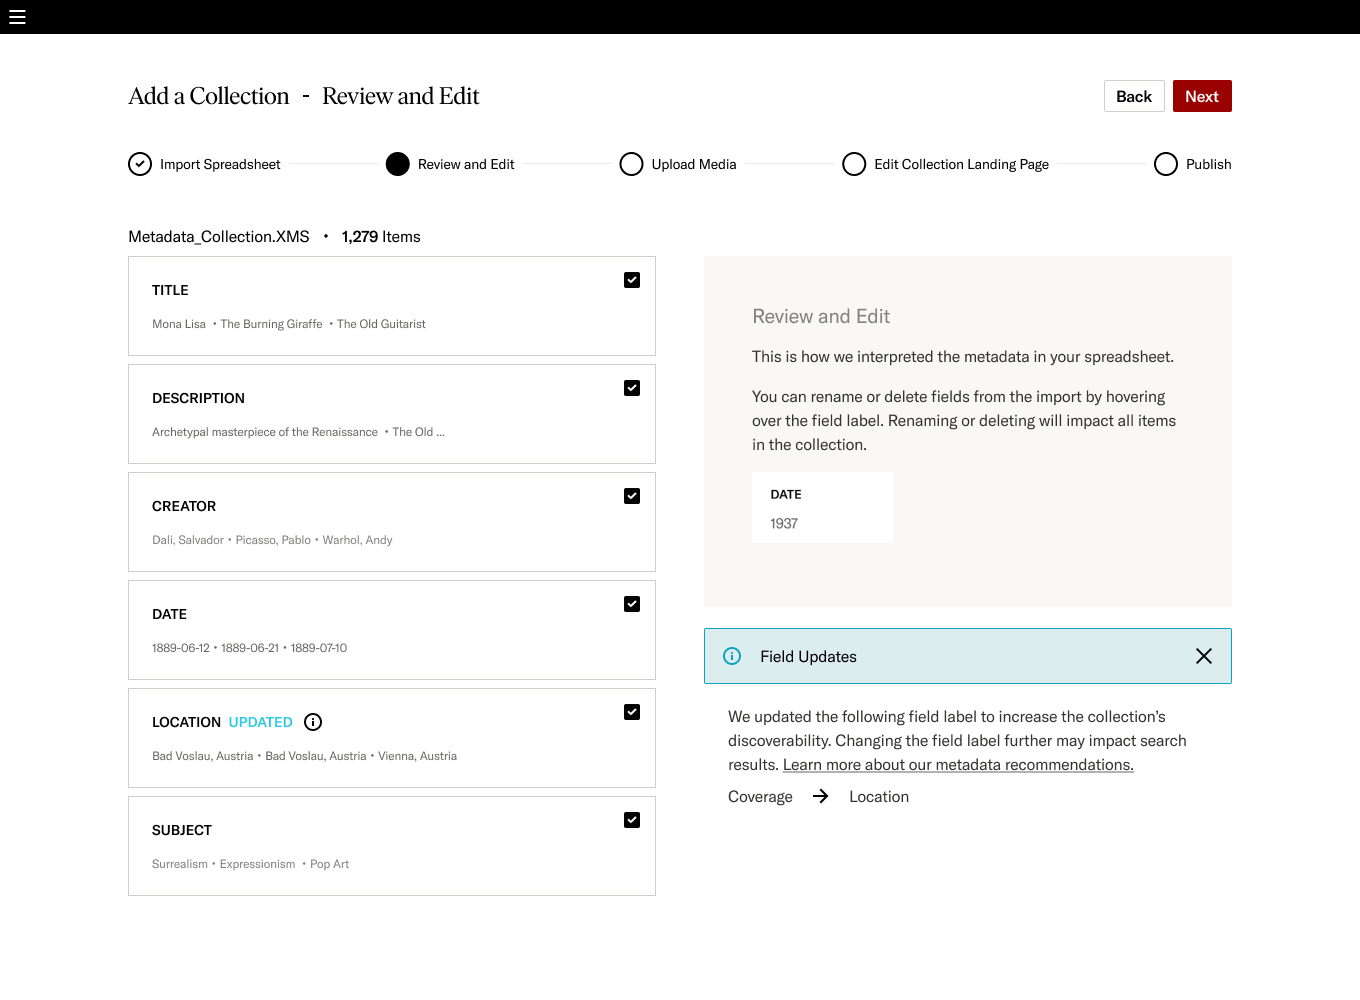 Add a Collection - Review and Edit
Back
Next
Import Spreadsheet
Review and Edit
Upload Media
Edit Collection Landing Page
Publish
Metadata_Collection.XMS • 1,279 Items
TITLE
Mona Lisa • The Burning Giraffe • The Old Guitarist
DESCRIPTION
Archetypal masterpiece of the Renaissance • The Old ...
CREATOR
Dali, Salvador • Picasso, Pablo • Warhol, Andy
DATE
1889-06-12 • 1889-06-21 • 1889-07-10
LOCATION UPDATED
Bad Voslau, Austria • Bad Voslau, Austria • Vienna, Austria
SUBJECT
Surrealism • Expressionism • Pop Art
Review and Edit
This is how we interpreted the metadata in your spreadsheet.
You can rename or delete fields from the import by hovering
over the field label. Renaming or deleting will impact all items
in the collection.
DATE
1937
Field Updates
We updated the following field label to increase the collection's
discoverability. Changing the field label further may impact search
results. Learn more about our metadata recommendations.
Coverage → Location